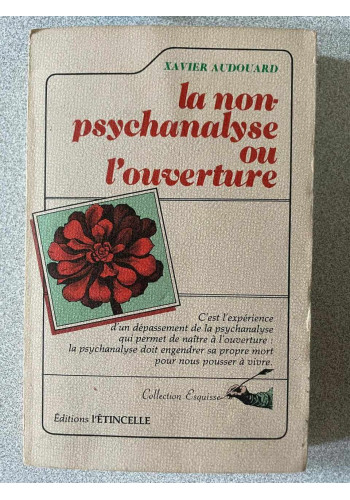 XAVIER AUDOUARD
la non-
psychanalyse
ou
l'ouverture
C'est l'expérience
d'un dépassement de la psychanalyse
qui permet de naître à l'ouverture :
la psychanalyse doit engendrer sa propre mort
pour nous pousser à vivre.
Collection Esquisse
Éditions l'ÉTINCELLE